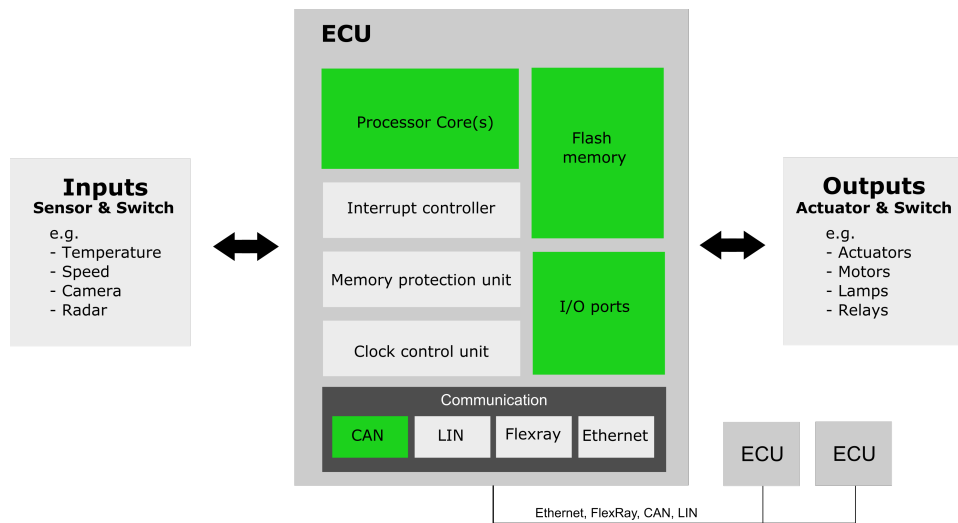 ECU
Processor Core(s)
Flash
memory
Interrupt controller
Memory protection unit
I/O ports
Clock control unit
Communication
CAN
LIN
Flexray
Ethernet
Inputs
Sensor & Switch
e.g.
- Temperature
- Speed
- Camera
- Radar
Outputs
Actuator & Switch
e.g.
- Actuators
- Motors
- Lamps
- Relays
ECU
ECU
Ethernet, FlexRay, CAN, LIN